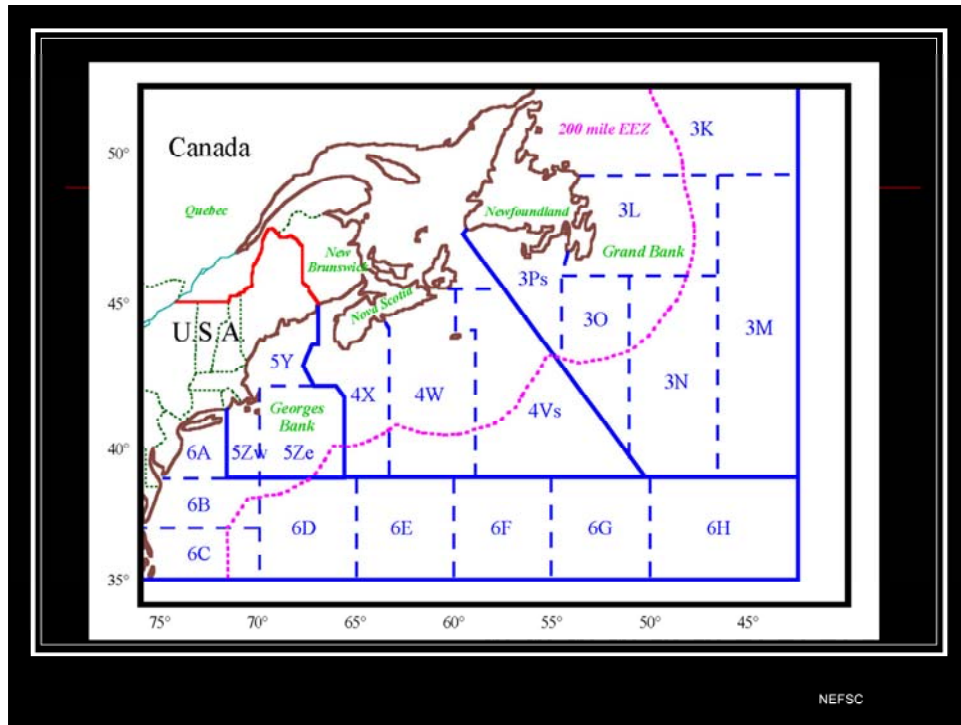 200 mile EEZ
3K
50°
Canada
Quebec
Newfoundland
3L
New
Brunswick
Grand Bank
3Ps
Nova Scotia
45°
3O
3M
U.S.A.
5Y
4X
4W
3N
4Vs
Georges
Bank
40°
6A
5Zw
5Ze
6B
6C
6D
6E
6F
6G
6H
35°
75°
70°
65°
60°
55°
50°
45°
NEFSC